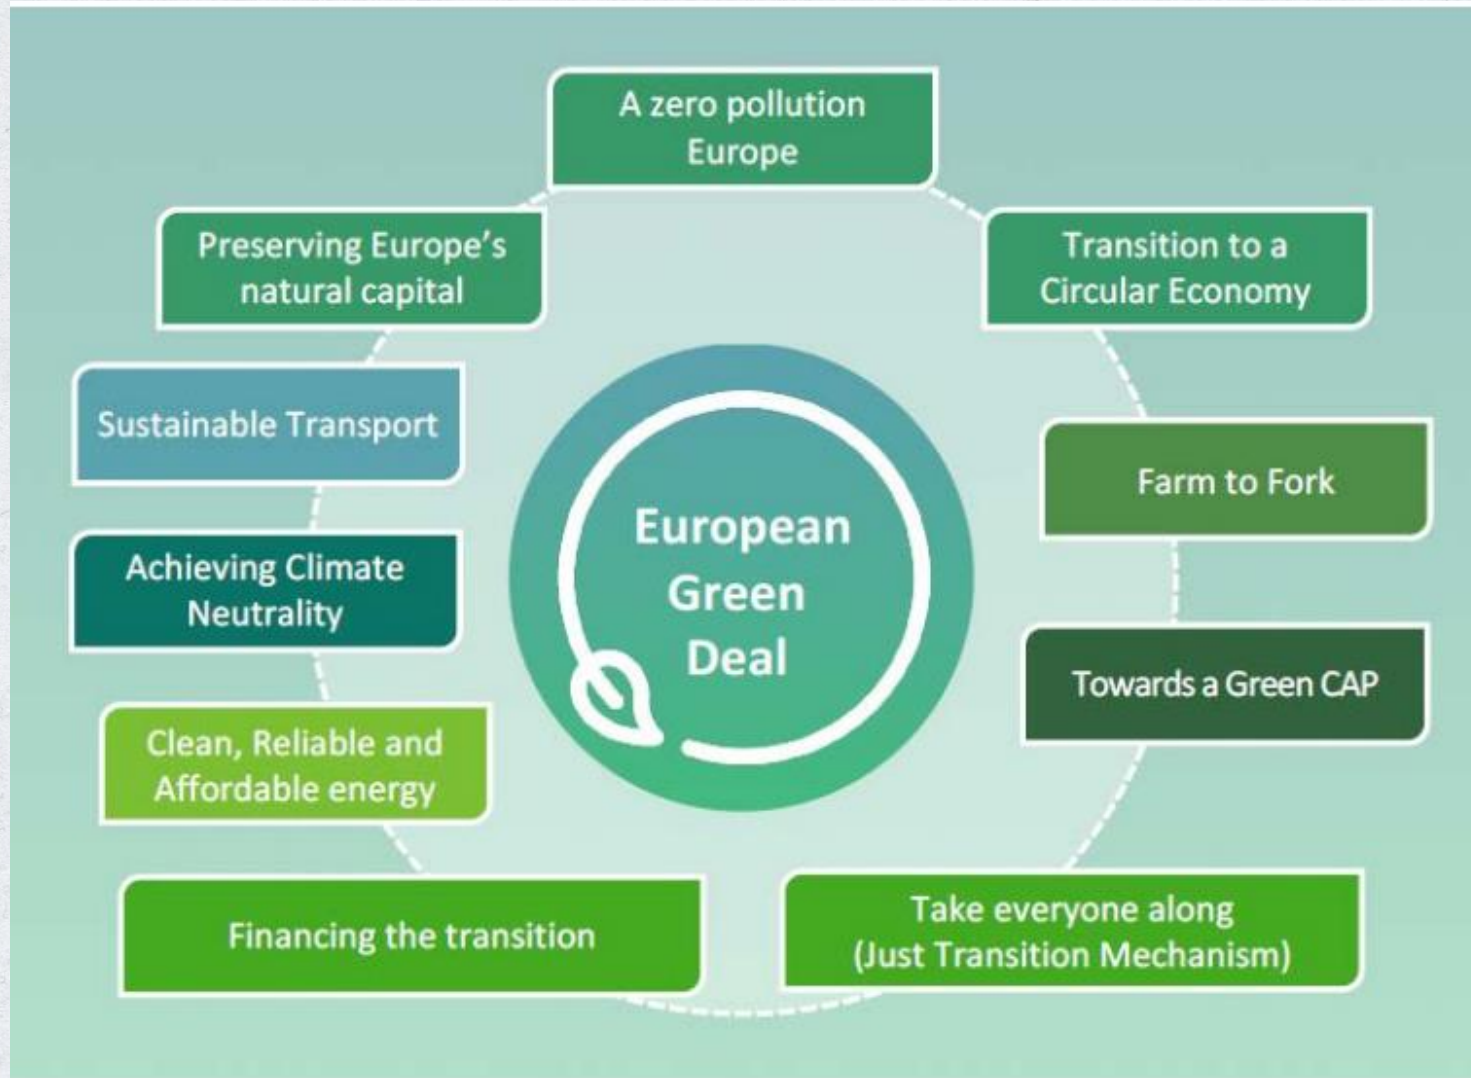 A zero pollution
Europe
Preserving Europe's
natural capital
Transition to a
Circular Economy
Sustainable Transport
Farm to Fork
European
Green
Deal
Achieving Climate
Neutrality
Towards a Green CAP
Clean, Reliable and
Affordable energy
Financing the transition
Take everyone along
(Just Transition Mechanism)